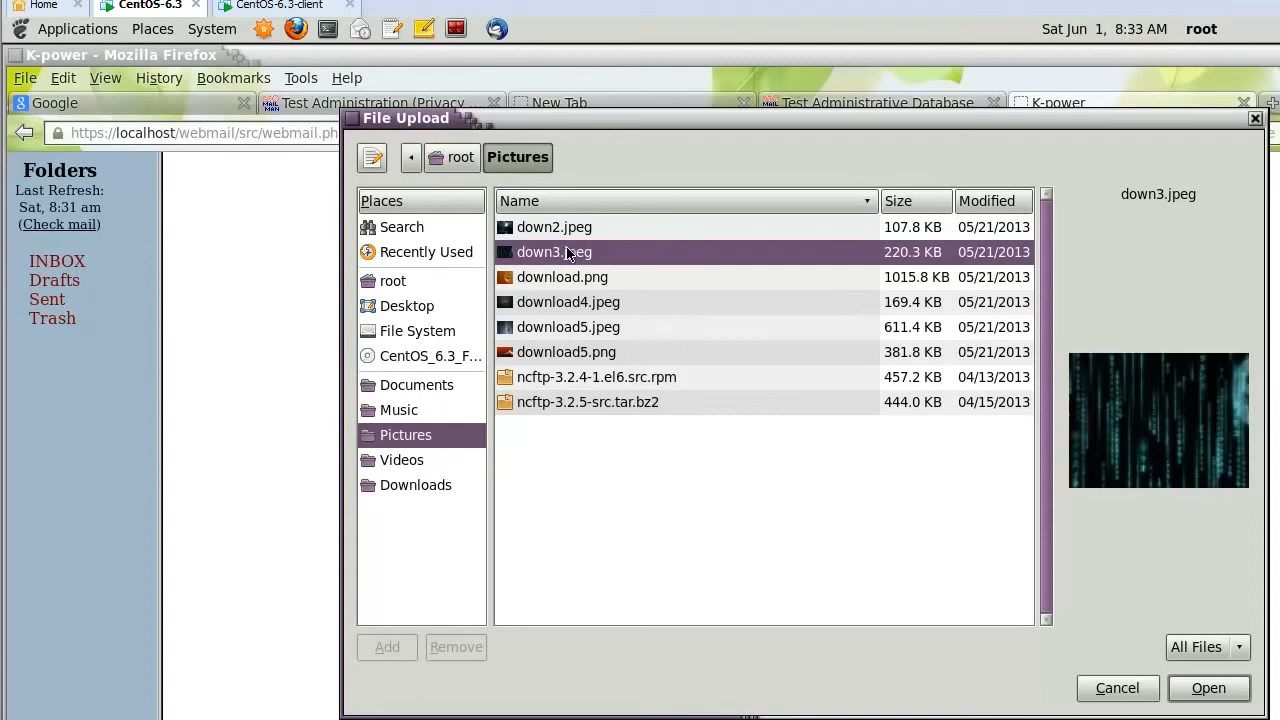 Home CentOS-6.3 CentOS-6.3-client
Applications Places System Sat Jun 1, 8:33 AM root
K-power - Mozilla Firefox
File Edit View History Bookmarks Tools Help
Google Test Administration (Privacy ... New Tab Test Administrative Database K-power
https://localhost/webmail/src/webmail.ph
File Upload
root Pictures
Folders
Last Refresh:
Sat, 8:31 am
(Check mail)
INBOX
Drafts
Sent
Trash
Places
Search
Recently Used
root
Desktop
File System
CentOS_6.3_F...
Documents
Music
Pictures
Videos
Downloads
Name Size Modified
down2.jpeg 107.8 KB 05/21/2013
down3.jpeg 220.3 KB 05/21/2013
download.png 1015.8 KB 05/21/2013
download4.jpeg 169.4 KB 05/21/2013
download5.jpeg 611.4 KB 05/21/2013
download5.png 381.8 KB 05/21/2013
ncftp-3.2.4-1.el6.src.rpm 457.2 KB 04/13/2013
ncftp-3.2.5-src.tar.bz2 444.0 KB 04/15/2013
down3.jpeg
Add Remove
All Files
Cancel Open